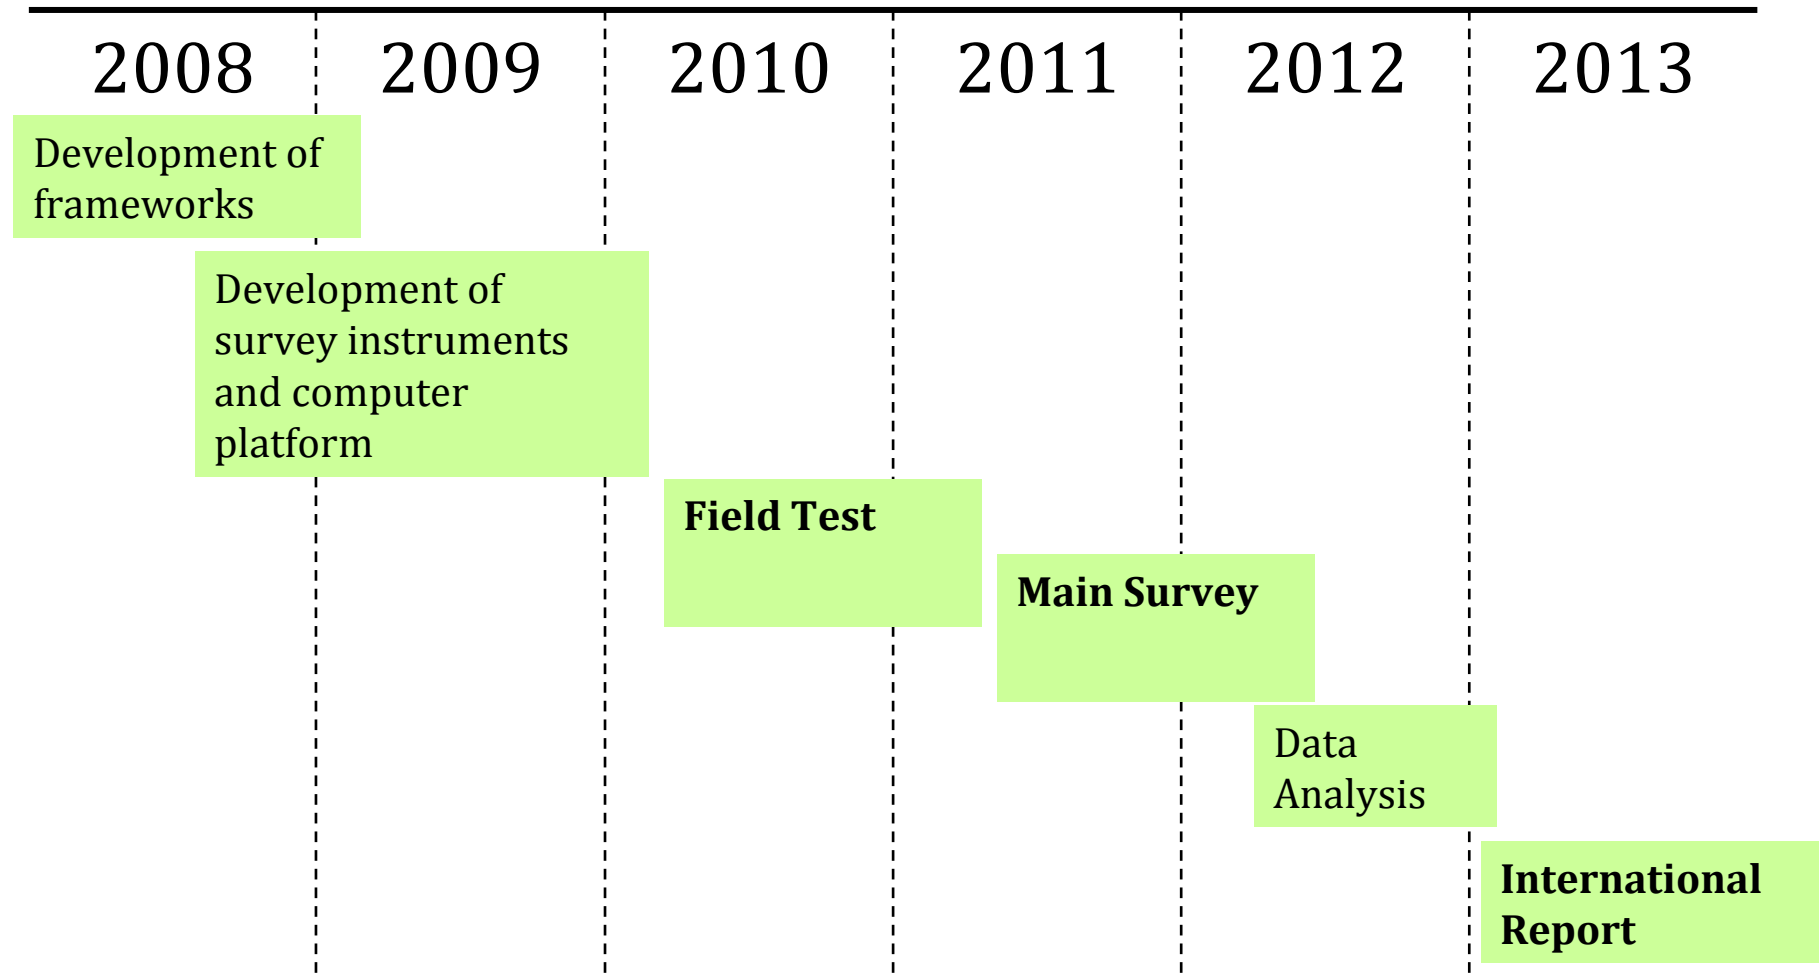 2008 2009 2010 2011 2012 2013
Development of
frameworks
Development of
survey instruments
and computer
platform
Field Test
Main Survey
Data
Analysis
International
Report